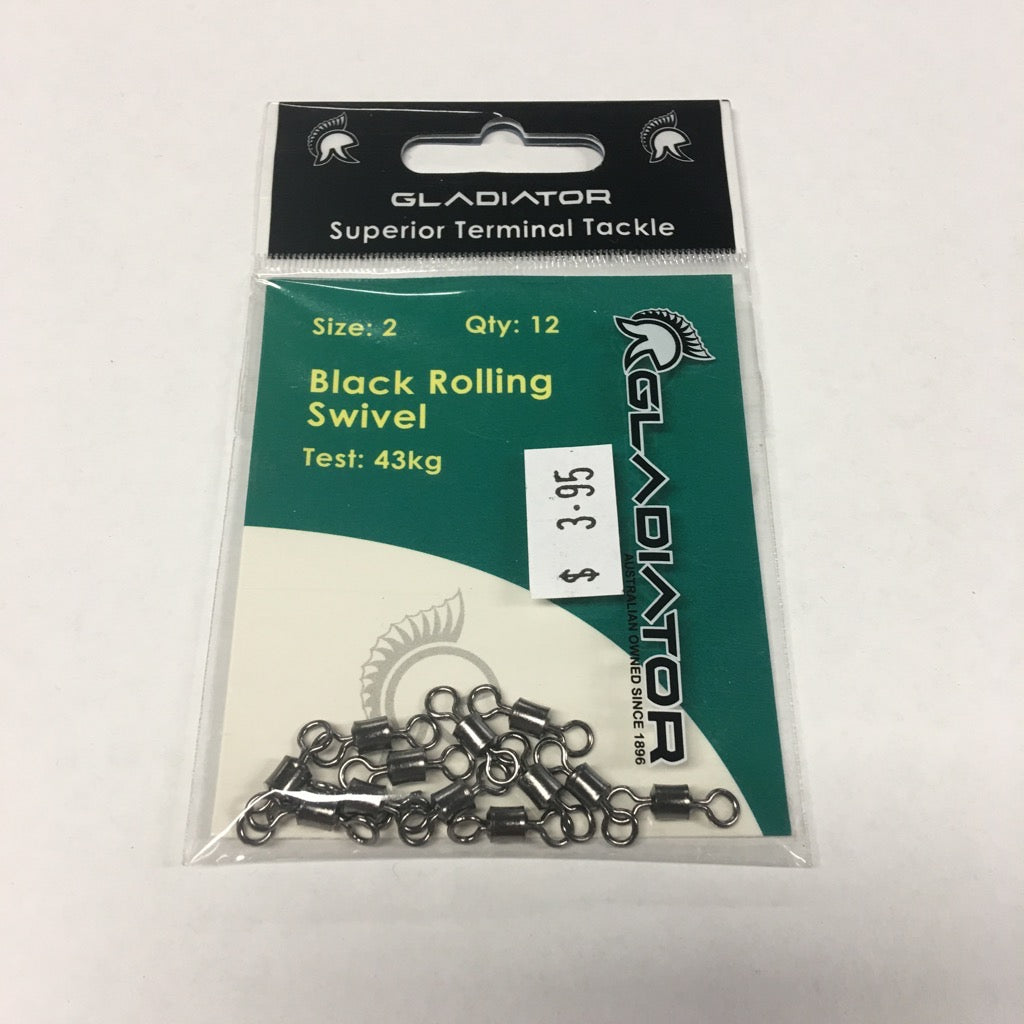 GLADIATOR
Superior Terminal Tackle
Size: 2 Qty: 12
Black Rolling
Swivel
Test: 43kg
$ 3.95
GLADIATOR
AUSTRALIAN OWNED SINCE 1896